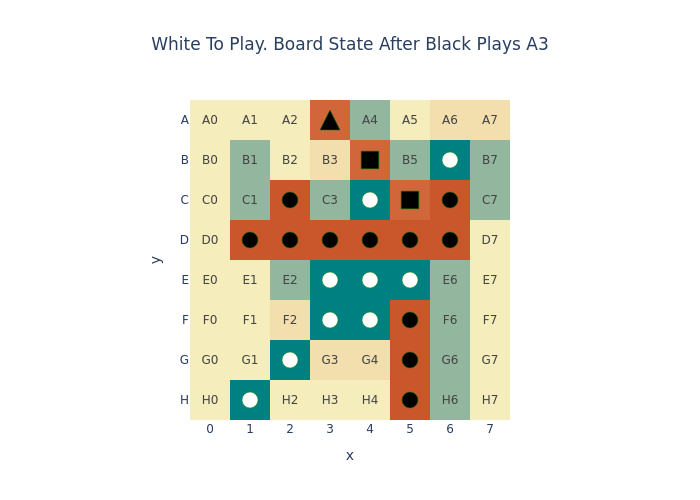 White To Play. Board State After Black Plays A3
A A0 A1 A2 A4 A5 A6 A7
B B0 B1 B2 B3 B5 B7
C C0 C1 C3 C7
D D0 D7
E E0 E1 E2 E6 E7
F F0 F1 F2 F6 F7
G G0 G1 G3 G4 G6 G7
H H0 H2 H3 H4 H6 H7
0 1 2 3 4 5 6 7
x
y